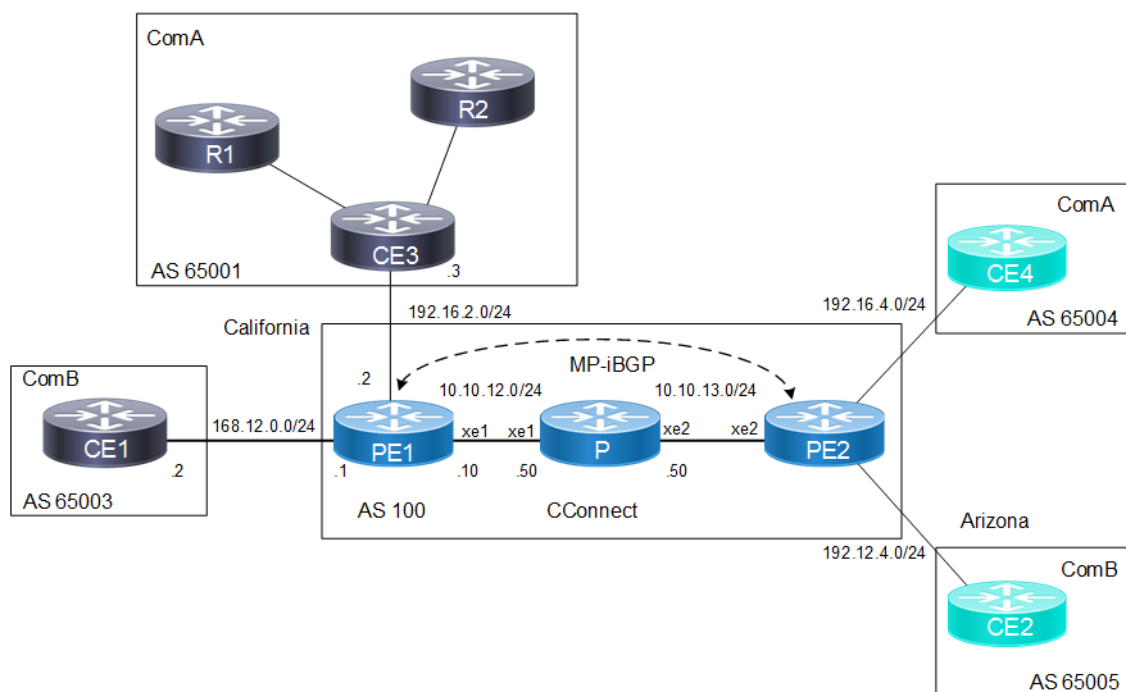 ComA
R2
R1
CE3
AS 65001
.3
ComA
CE4
192.16.2.0/24
192.16.4.0/24
AS 65004
California
MP-iBGP
ComB
.2
10.10.12.0/24
10.10.13.0/24
168.12.0.0/24
CE1
xe1
xe1
xe2
xe2
PE1
P
PE2
.2
.1
.10
.50
.50
AS 65003
AS 100
CConnect
Arizona
192.12.4.0/24
ComB
CE2
AS 65005